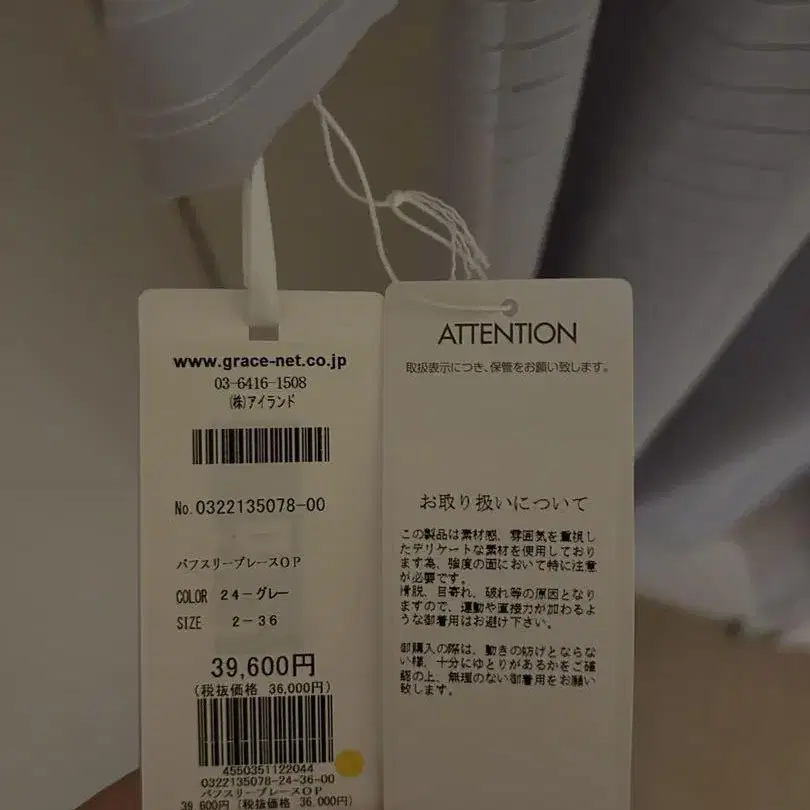 www.grace-net.co.jp
03-6416-1508
(株)アイランド
No.0322135078-00
パフスリーブレースOP
COLOR 24-グレー
SIZE 2-36
39,600円
(税抜価格 36,000円)
4550351122044
0322135078-24-36-00
パフスリーブレースOP
39,600円 (税抜価格 36,000円)
ATTENTION
取扱表示につき、保管をお願い致します。
お取り扱いについて
この製品は素材感、雰囲気を重視し
たデリケートな素材を使用しており
ます為、強度の面において特に注意
が必要です。
滑脱、目寄れ、破れ等の原因となり
ますので、運動や直接力が加わるよ
うな御着用はお避け下さい。
御購入の際は、動きの妨げとならな
い様、十分にゆとりがあるかをご確
認の上、無理のない御着用をお願い
致します。